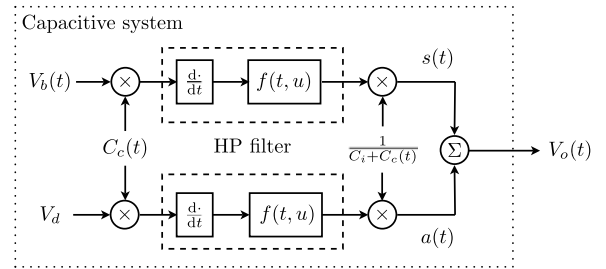 Capacitive system
V_b(t) × d·/dt f(t, u) × s(t)
C_c(t) HP filter 1/(C_i+C_c(t)) Σ V_o(t)
V_d × d·/dt f(t, u) × a(t)